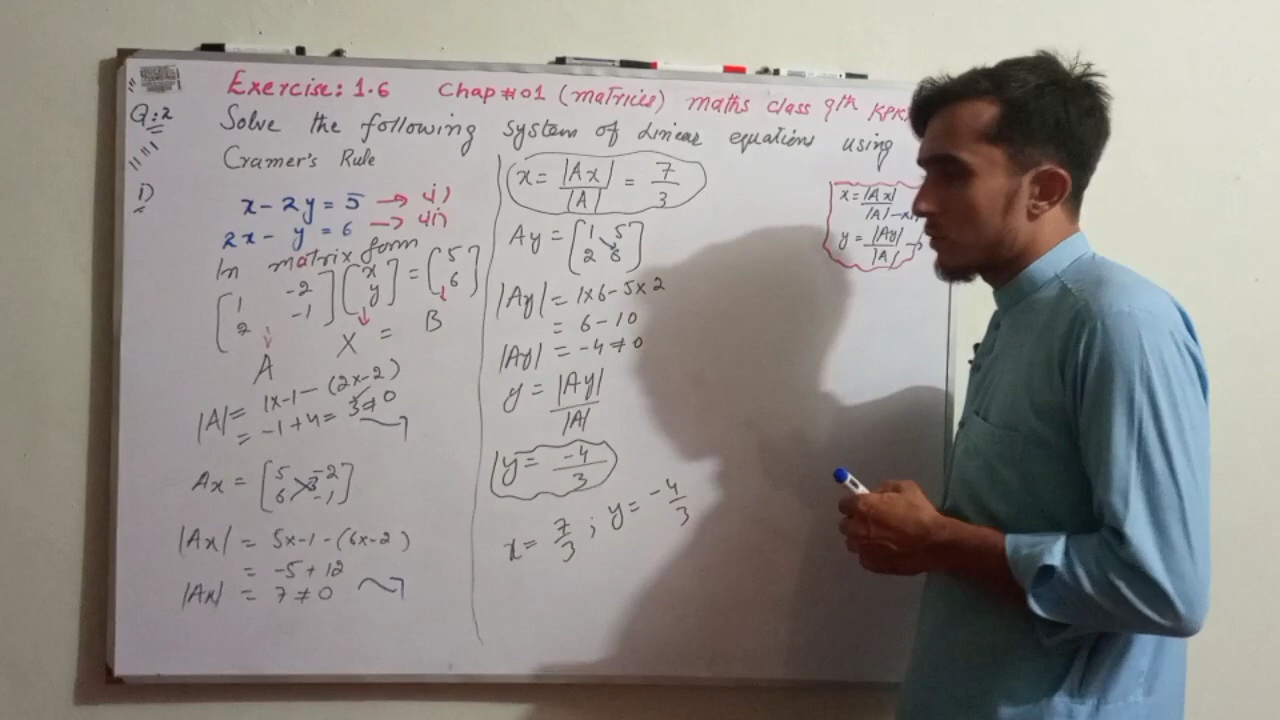 Exercise: 1.6 Chap#01 (matrices) maths class 9th KPK
Q:2 Solve the following system of Linear equations using
Cramer's Rule
i)
x - 2y = 5 → (i)
2x - y = 6 → (ii)
In matrix form
[1 -2
2 -1] [x
y] = [5
6]
A X = B
|A| = 1x-1 - (2x-2)
= -1+4 = 3≠0
Ax = [5 -2
6 -1]
|Ax| = 5x-1 - (6x-2)
= -5+12
|Ax| = 7≠0
x = |Ax|/|A| = 7/3
Ay = [1 5
2 6]
|Ay| = 1x6-5x2
= 6-10
|Ay| = -4≠0
y = |Ay|/|A|
y = -4/3
x = 7/3 ; y = -4/3
x = |Ax|/|A|
y = |Ay|/|A|